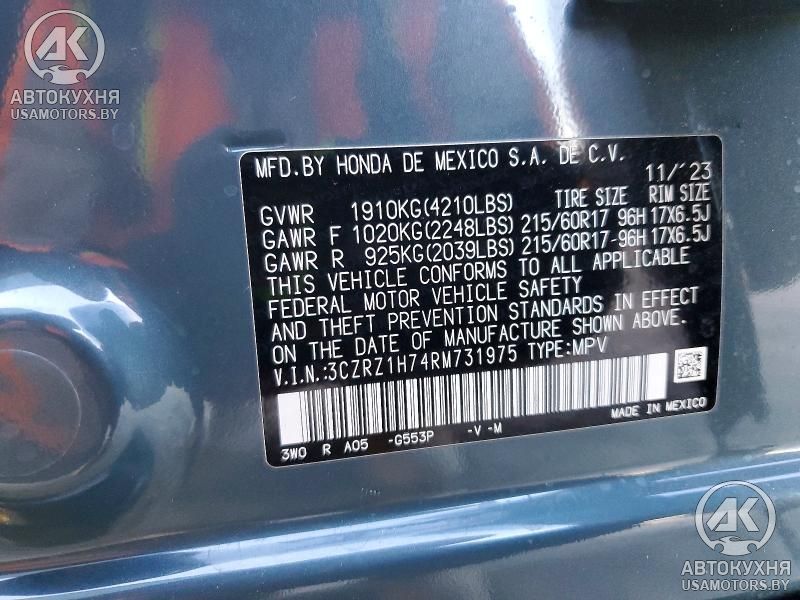 АК
АВТОКУХНЯ
USAMOTORS.BY
MFD.BY HONDA DE MEXICO S.A. DE C.V.
11/'23
TIRE SIZE RIM SIZE
GVWR 1910KG(4210LBS)
GAWR F 1020KG(2248LBS) 215/60R17 96H 17X6.5J
GAWR R 925KG(2039LBS) 215/60R17 96H 17X6.5J
THIS VEHICLE CONFORMS TO ALL APPLICABLE
FEDERAL MOTOR VEHICLE SAFETY
AND THEFT PREVENTION STANDARDS IN EFFECT
ON THE DATE OF MANUFACTURE SHOWN ABOVE.
V.I.N.:3CZRZ1H74RM731975 TYPE:MPV
MADE IN MEXICO
3W0 R A05 -G553P -V -M
АК
АВТОКУХНЯ
USAMOTORS.BY